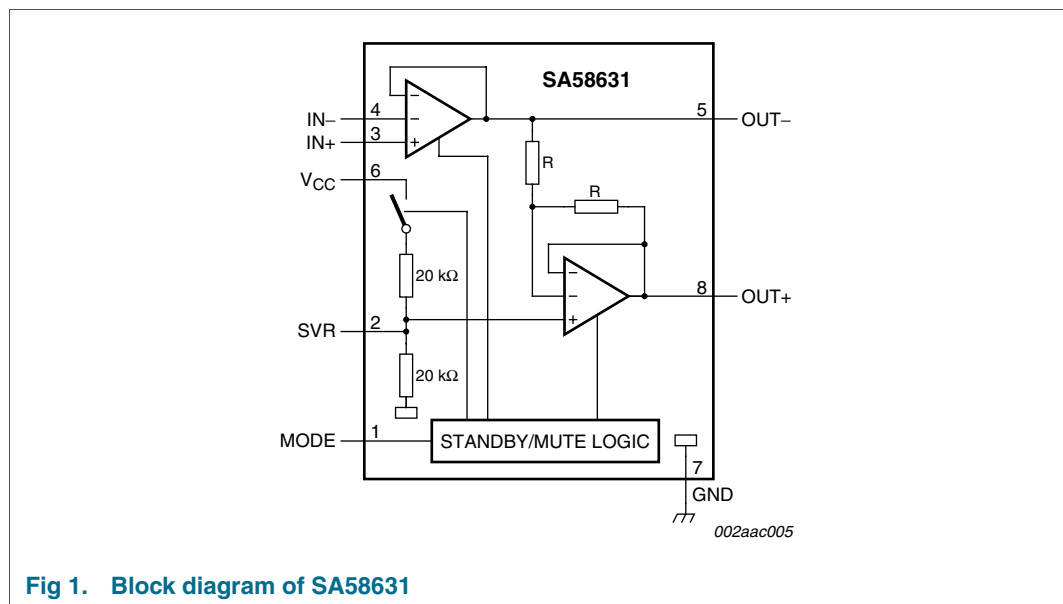 SA58631
IN−
4
−
−
5
OUT−
IN+
3
+
6
VCC
R
R
20 kΩ
−
−
8
OUT+
SVR
2
+
20 kΩ
MODE
1
STANDBY/MUTE LOGIC
7
GND
002aac005
Fig 1. Block diagram of SA58631